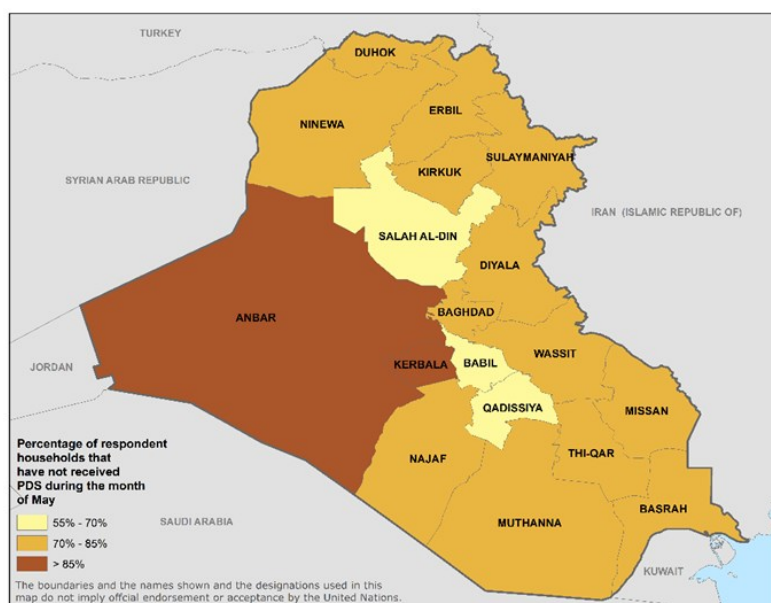 TURKEY
DUHOK
ERBIL
NINEWA
SULAYMANIYAH
KIRKUK
SYRIAN ARAB REPUBLIC
IRAN (ISLAMIC REPUBLIC OF)
SALAH AL-DIN
DIYALA
ANBAR
BAGHDAD
WASSIT
JORDAN
KERBALA
BABIL
QADISSIYA
MISSAN
NAJAF
THI-QAR
BASRAH
MUTHANNA
SAUDI ARABIA
KUWAIT
Percentage of respondent
households that
have not received
PDS during the month
of May
55% - 70%
70% - 85%
> 85%
The boundaries and the names shown and the designations used in this
map do not imply offcial endorsement or acceptance by the United Nations.